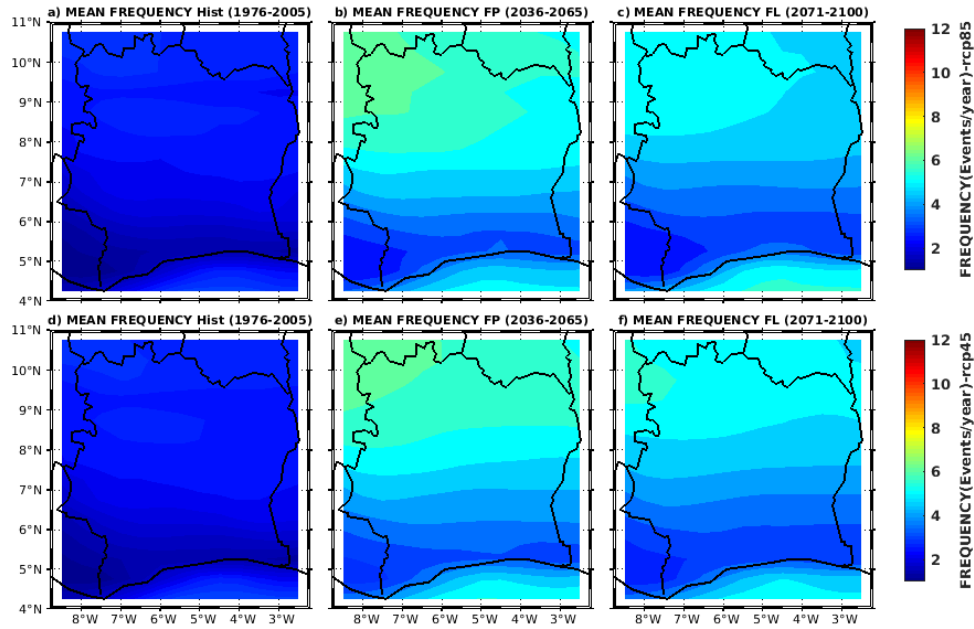 a) MEAN FREQUENCY Hist (1976-2005)
b) MEAN FREQUENCY FP (2036-2065)
c) MEAN FREQUENCY FL (2071-2100)
11°N
10°N
9°N
8°N
7°N
6°N
5°N
4°N
12
10
8
6
4
2
FREQUENCY(Events/year)-rcp85
d) MEAN FREQUENCY Hist (1976-2005)
e) MEAN FREQUENCY FP (2036-2065)
f) MEAN FREQUENCY FL (2071-2100)
11°N
10°N
9°N
8°N
7°N
6°N
5°N
4°N
8°W 7°W 6°W 5°W 4°W 3°W
8°W 7°W 6°W 5°W 4°W 3°W
8°W 7°W 6°W 5°W 4°W 3°W
12
10
8
6
4
2
FREQUENCY(Events/year)-rcp45